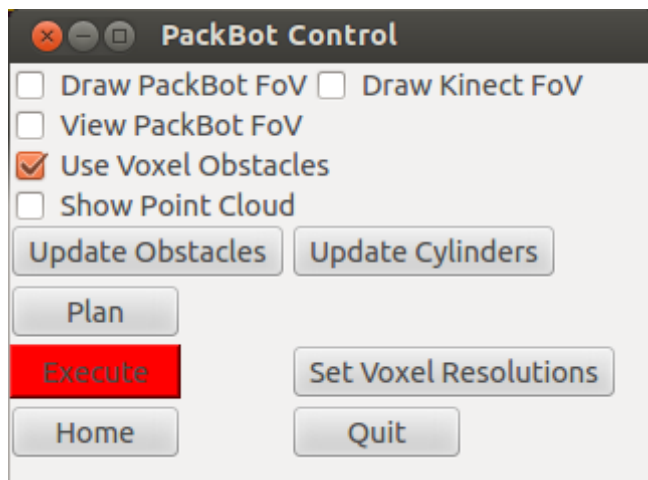 PackBot Control
Draw PackBot FoV Draw Kinect FoV
View PackBot FoV
Use Voxel Obstacles
Show Point Cloud
Update Obstacles Update Cylinders
Plan
Execute Set Voxel Resolutions
Home Quit